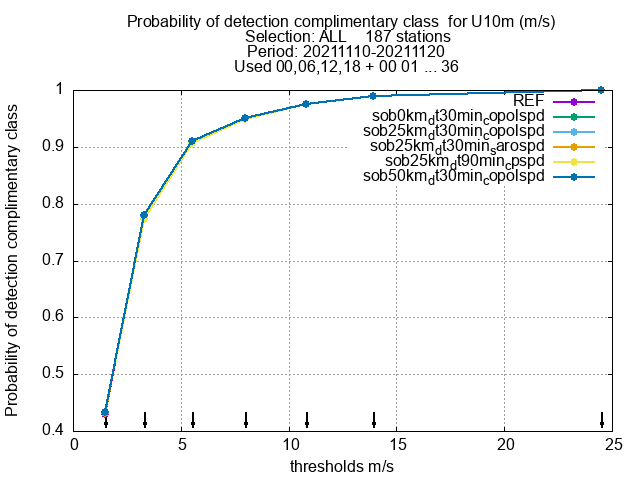 Probability of detection complimentary class  for U10m (m/s)
Selection: ALL    187 stations
Period: 20211110-20211120
Used 00,06,12,18 + 00 01 ... 36
Probability of detection complimentary class
1
0.9
0.8
0.7
0.6
0.5
0.4
REF
sob0km_dt30min_copolspd
sob25km_dt30min_copolspd
sob25km_dt30min_sarospd
sob25km_dt90min_cpspd
sob50km_dt30min_copolspd
0 5 10 15 20 25
thresholds m/s